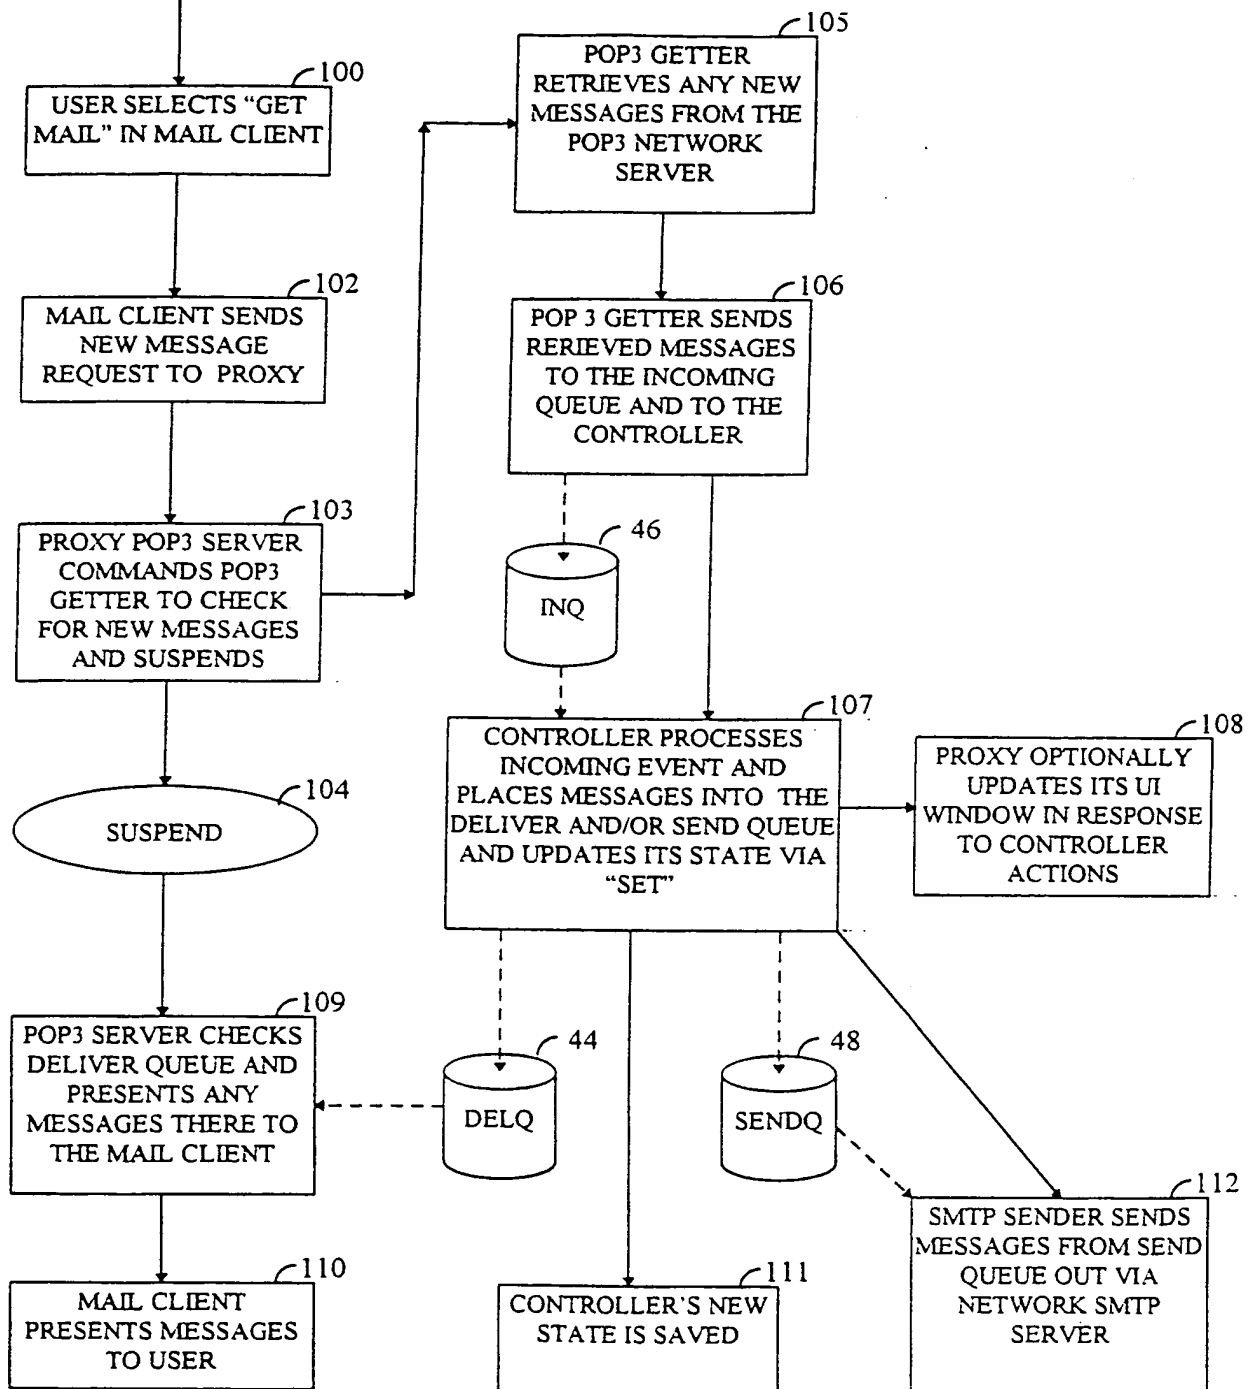 100
USER SELECTS “GET
MAIL” IN MAIL CLIENT
102
MAIL CLIENT SENDS
NEW MESSAGE
REQUEST TO PROXY
103
PROXY POP3 SERVER
COMMANDS POP3
GETTER TO CHECK
FOR NEW MESSAGES
AND SUSPENDS
104
SUSPEND
109
POP3 SERVER CHECKS
DELIVER QUEUE AND
PRESENTS ANY
MESSAGES THERE TO
THE MAIL CLIENT
110
MAIL CLIENT
PRESENTS MESSAGES
TO USER
105
POP3 GETTER
RETRIEVES ANY NEW
MESSAGES FROM THE
POP3 NETWORK
SERVER
106
POP 3 GETTER SENDS
RERIEVED MESSAGES
TO THE INCOMING
QUEUE AND TO THE
CONTROLLER
46
INQ
107
CONTROLLER PROCESSES
INCOMING EVENT AND
PLACES MESSAGES INTO THE
DELIVER AND/OR SEND QUEUE
AND UPDATES ITS STATE VIA
“SET”
108
PROXY OPTIONALLY
UPDATES ITS UI
WINDOW IN RESPONSE
TO CONTROLLER
ACTIONS
44
DELQ
48
SENDQ
111
CONTROLLER’S NEW
STATE IS SAVED
112
SMTP SENDER SENDS
MESSAGES FROM SEND
QUEUE OUT VIA
NETWORK SMTP
SERVER